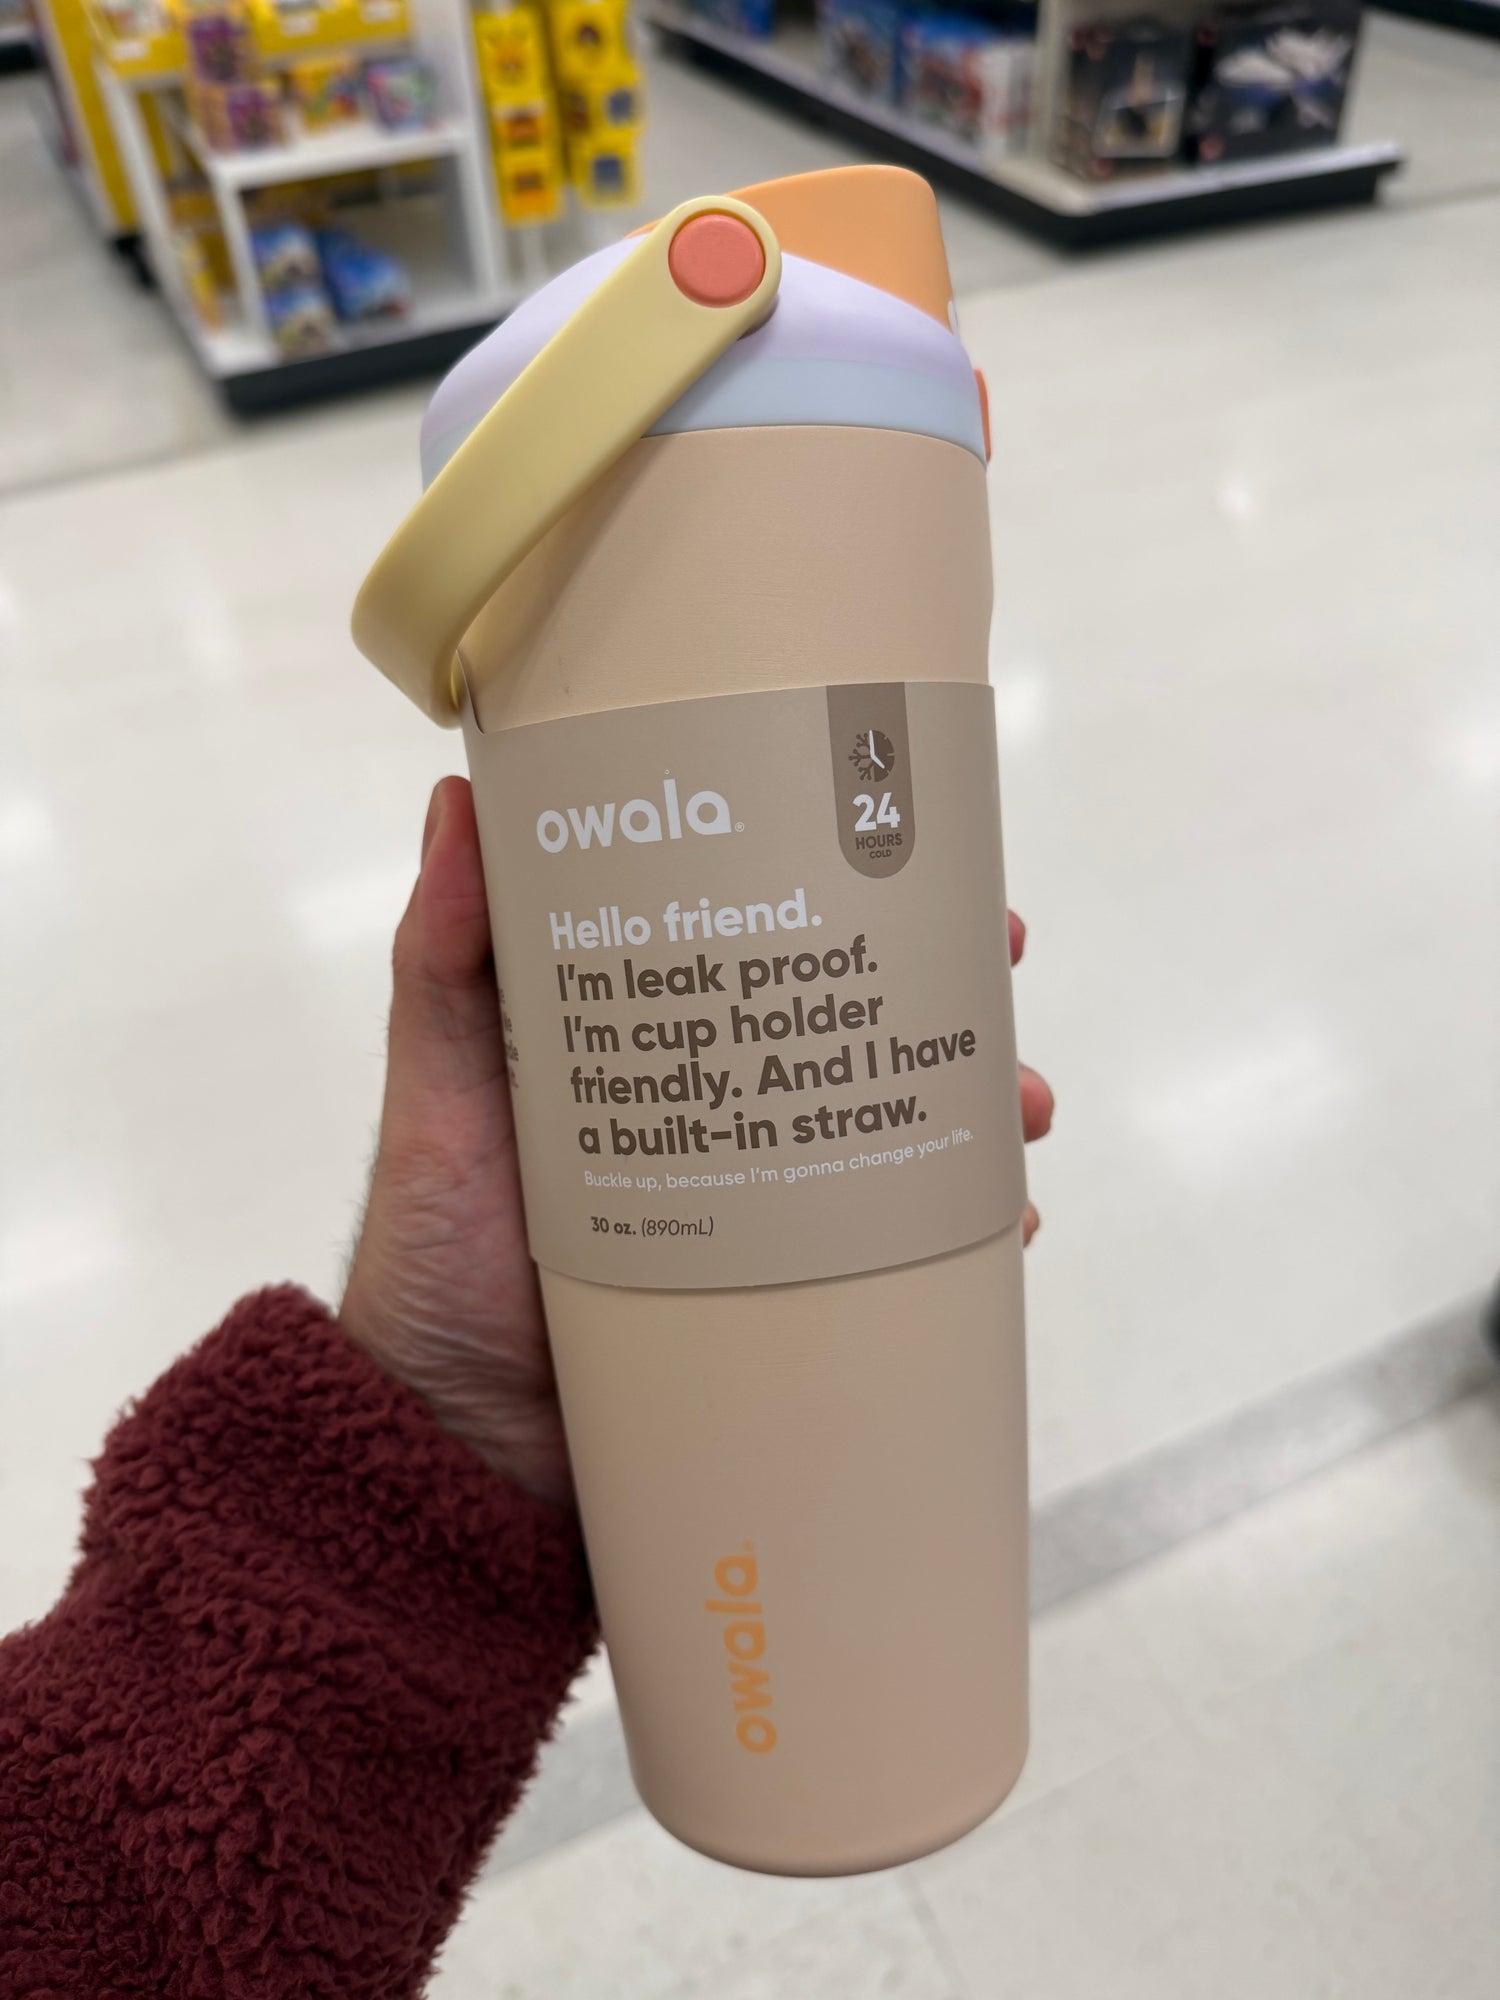 owala®
24
HOURS
COLD
Hello friend.
I'm leak proof.
I'm cup holder
friendly. And I have
a built-in straw.
Buckle up, because I'm gonna change your life.
30 oz. (890mL)
owala®